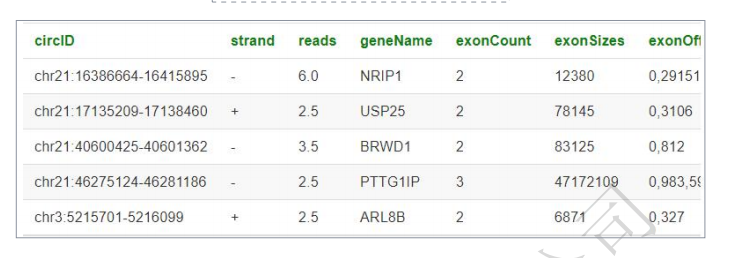 circID strand reads geneName exonCount exonSizes exonOf
chr21:16386664-16415895 - 6.0 NRIP1 2 12380 0,29151
chr21:17135209-17138460 + 2.5 USP25 2 78145 0,3106
chr21:40600425-40601362 - 3.5 BRWD1 2 83125 0,812
chr21:46275124-46281186 - 2.5 PTTG1IP 3 47172109 0,983,59
chr3:5215701-5216099 + 2.5 ARL8B 2 6871 0,327
司